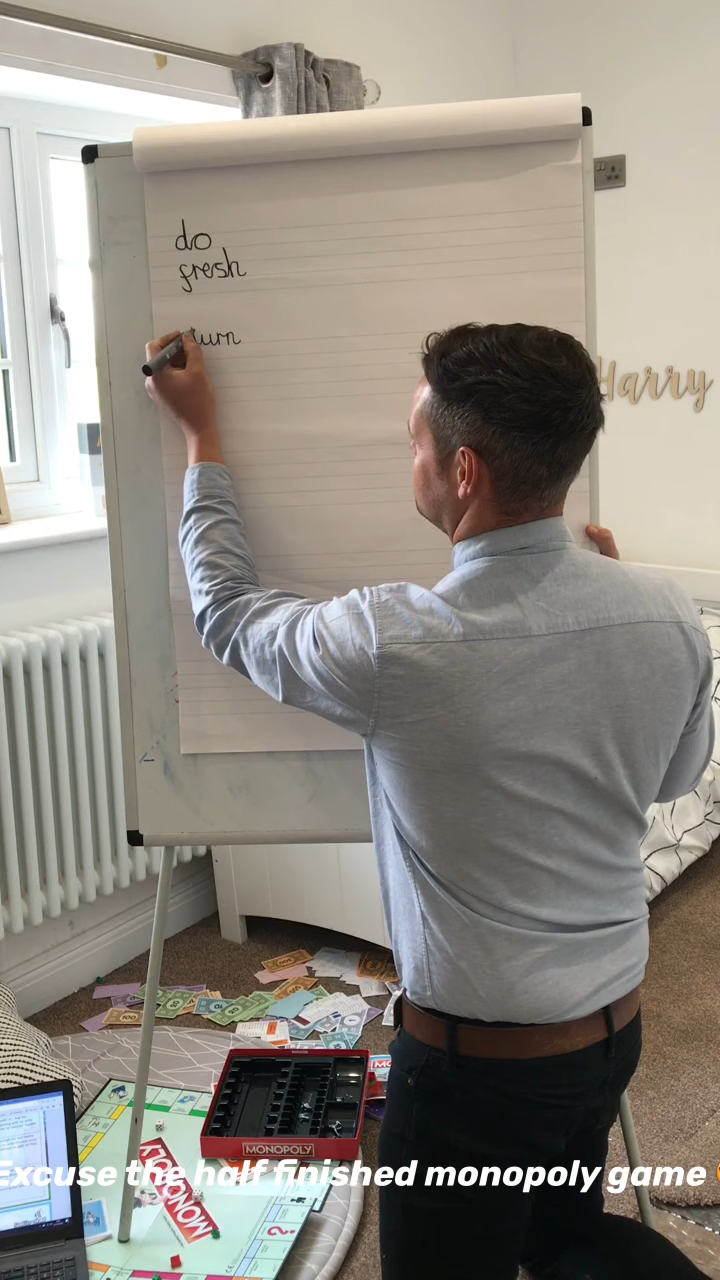 do
fresh
turn
Harry
MONOPOLY
MONOPOLY
Excuse the half finished monopoly game